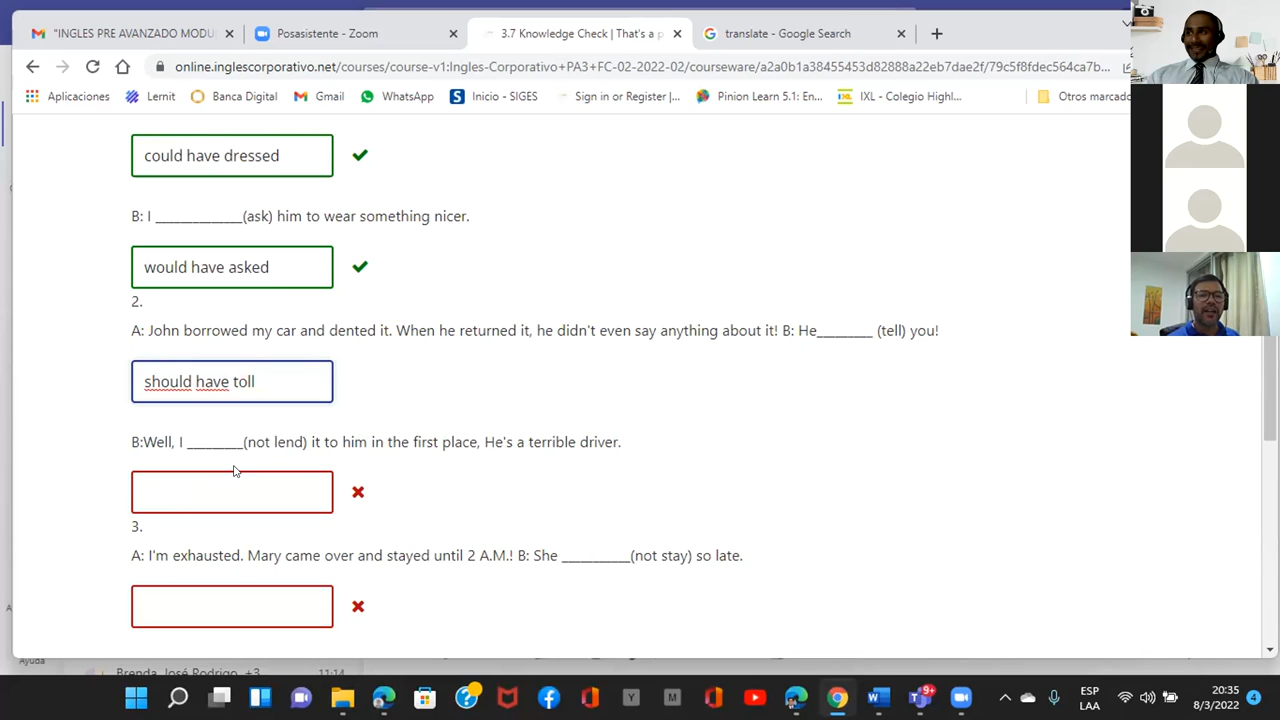 "INGLES PRE AVANZADO MODU
Posasistente - Zoom
3.7 Knowledge Check | That's a p
translate - Google Search
online.inglescorporativo.net/courses/course-v1:Ingles-Corporativo+PA3+FC-02-2022-02/courseware/a2a0b1a38455453d82888a22eb7dae2f/79c5f8fdec564ca7b...
Aplicaciones
Lernit
Banca Digital
Gmail
WhatsApp
Inicio - SIGES
Sign in or Register |...
Pinion Learn 5.1: En...
IXL - Colegio Highl...
Otros marcado
could have dressed
B: I ______________(ask) him to wear something nicer.
would have asked
2.
A: John borrowed my car and dented it. When he returned it, he didn't even say anything about it! B: He_________ (tell) you!
should have toll
B:Well, I _________(not lend) it to him in the first place, He's a terrible driver.
3.
A: I'm exhausted. Mary came over and stayed until 2 A.M.! B: She ___________(not stay) so late.
Ayuda
Brenda, José Rodrigo, +3
11:14
9+
ESP
LAA
20:35
8/3/2022
4